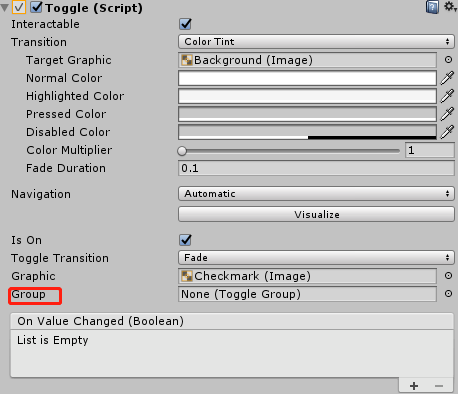 Toggle (Script)
Interactable
Transition Color Tint
Target Graphic Background (Image)
Normal Color
Highlighted Color
Pressed Color
Disabled Color
Color Multiplier 1
Fade Duration 0.1
Navigation Automatic
Visualize
Is On
Toggle Transition Fade
Graphic Checkmark (Image)
Group None (Toggle Group)
On Value Changed (Boolean)
List is Empty